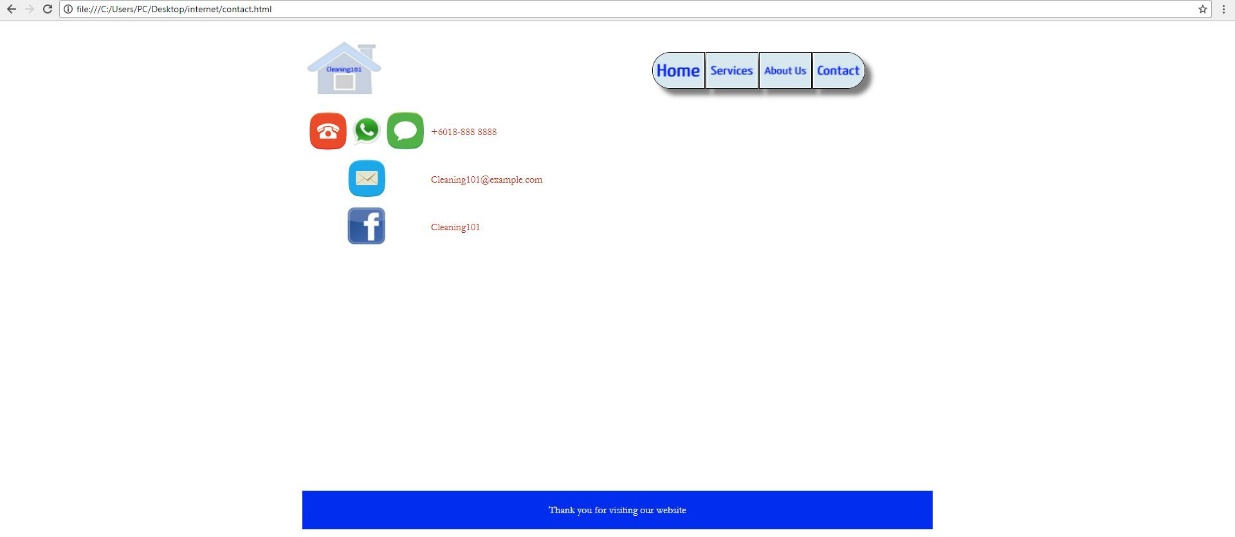 file:///C:/Users/PC/Desktop/internet/contact.html
Cleaning101
Home Services About Us Contact
+6018-888 8888
Cleaning101@example.com
f
Cleaning101
Thank you for visiting our website